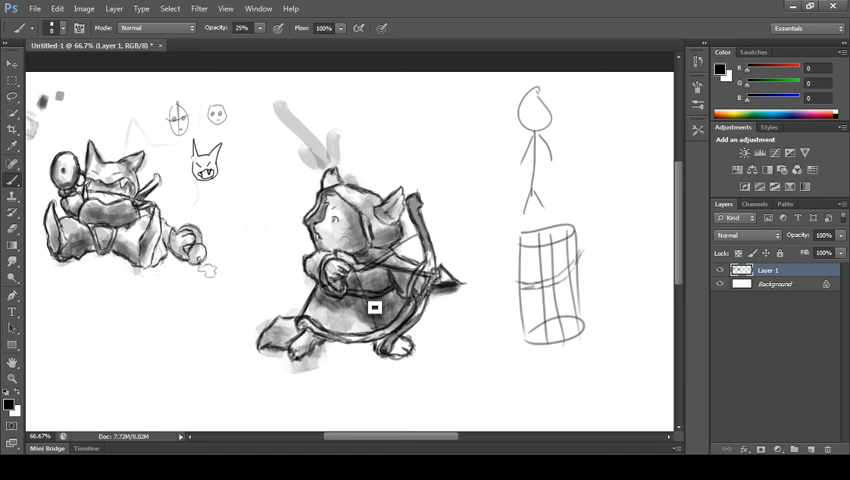 Ps File Edit Image Layer Type Select Filter View Window Help
8 Mode: Normal Opacity: 25% Flow: 100% Essentials
Untitled-1 @ 66.7% (Layer 1, RGB/8) * ×
Color Swatches
R 0
G 0
B 0
Adjustments Styles
Add an adjustment
Layers Channels Paths
Kind
Normal Opacity: 100%
Lock: Fill: 100%
Layer 1
Background
66.67% Doc: 7.72M/8.02M
Mini Bridge Timeline
fx